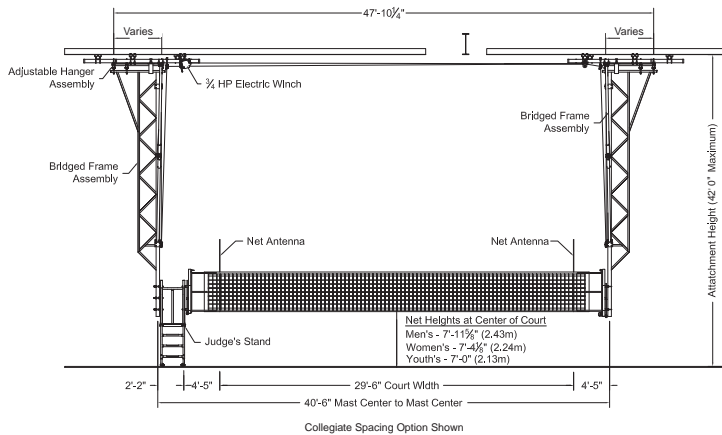 47'-10¼"
Varies
Varies
Adjustable Hanger
Assembly
¾ HP Electric Winch
Bridged Frame
Assembly
Bridged Frame
Assembly
Attatchment Height (42' 0" Maximum)
Net Antenna
Net Antenna
Net Heights at Center of Court
Men's - 7'-11⅝" (2.43m)
Women's - 7'-4⅛" (2.24m)
Youth's - 7'-0" (2.13m)
Judge's Stand
2'-2"
4'-5"
29'-6" Court Width
4'-5"
40'-6" Mast Center to Mast Center
Collegiate Spacing Option Shown